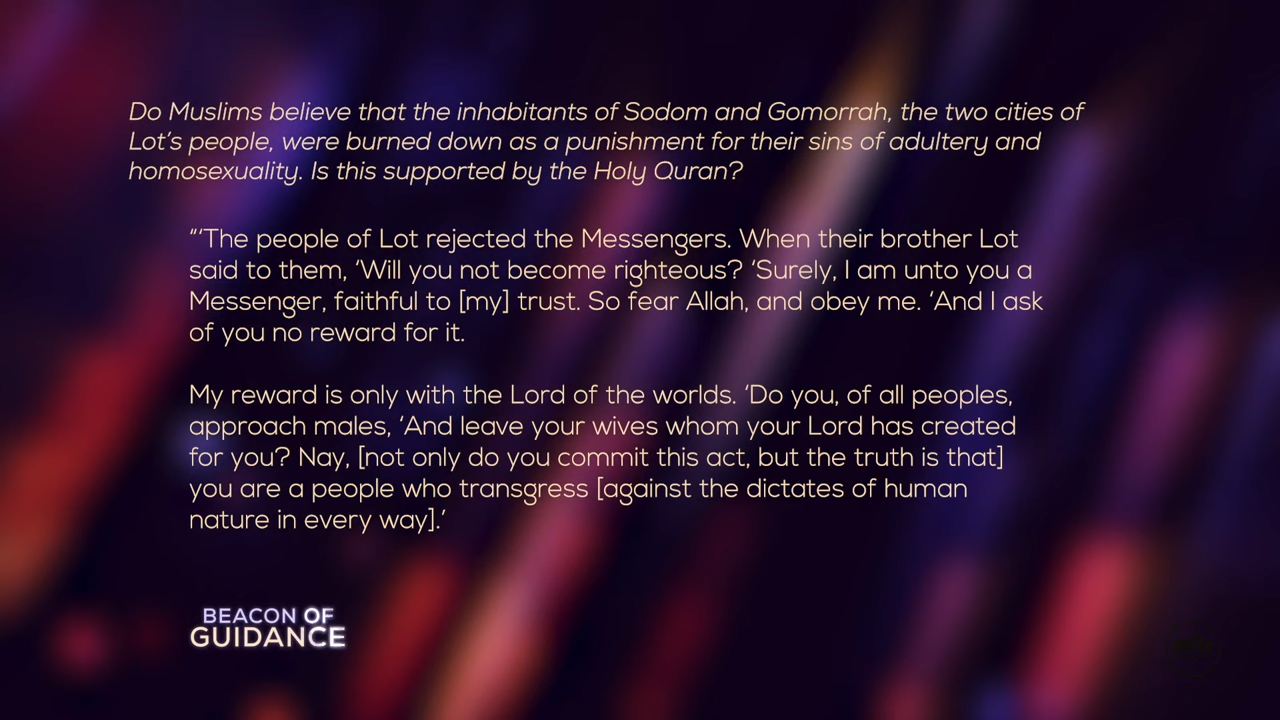 Do Muslims believe that the inhabitants of Sodom and Gomorrah, the two cities of
Lot's people, were burned down as a punishment for their sins of adultery and
homosexuality. Is this supported by the Holy Quran?
“‘The people of Lot rejected the Messengers. When their brother Lot
said to them, ‘Will you not become righteous? ‘Surely, I am unto you a
Messenger, faithful to [my] trust. So fear Allah, and obey me. ‘And I ask
of you no reward for it.
My reward is only with the Lord of the worlds. ‘Do you, of all peoples,
approach males, ‘And leave your wives whom your Lord has created
for you? Nay, [not only do you commit this act, but the truth is that]
you are a people who transgress [against the dictates of human
nature in every way].’
BEACON OF
GUIDANCE